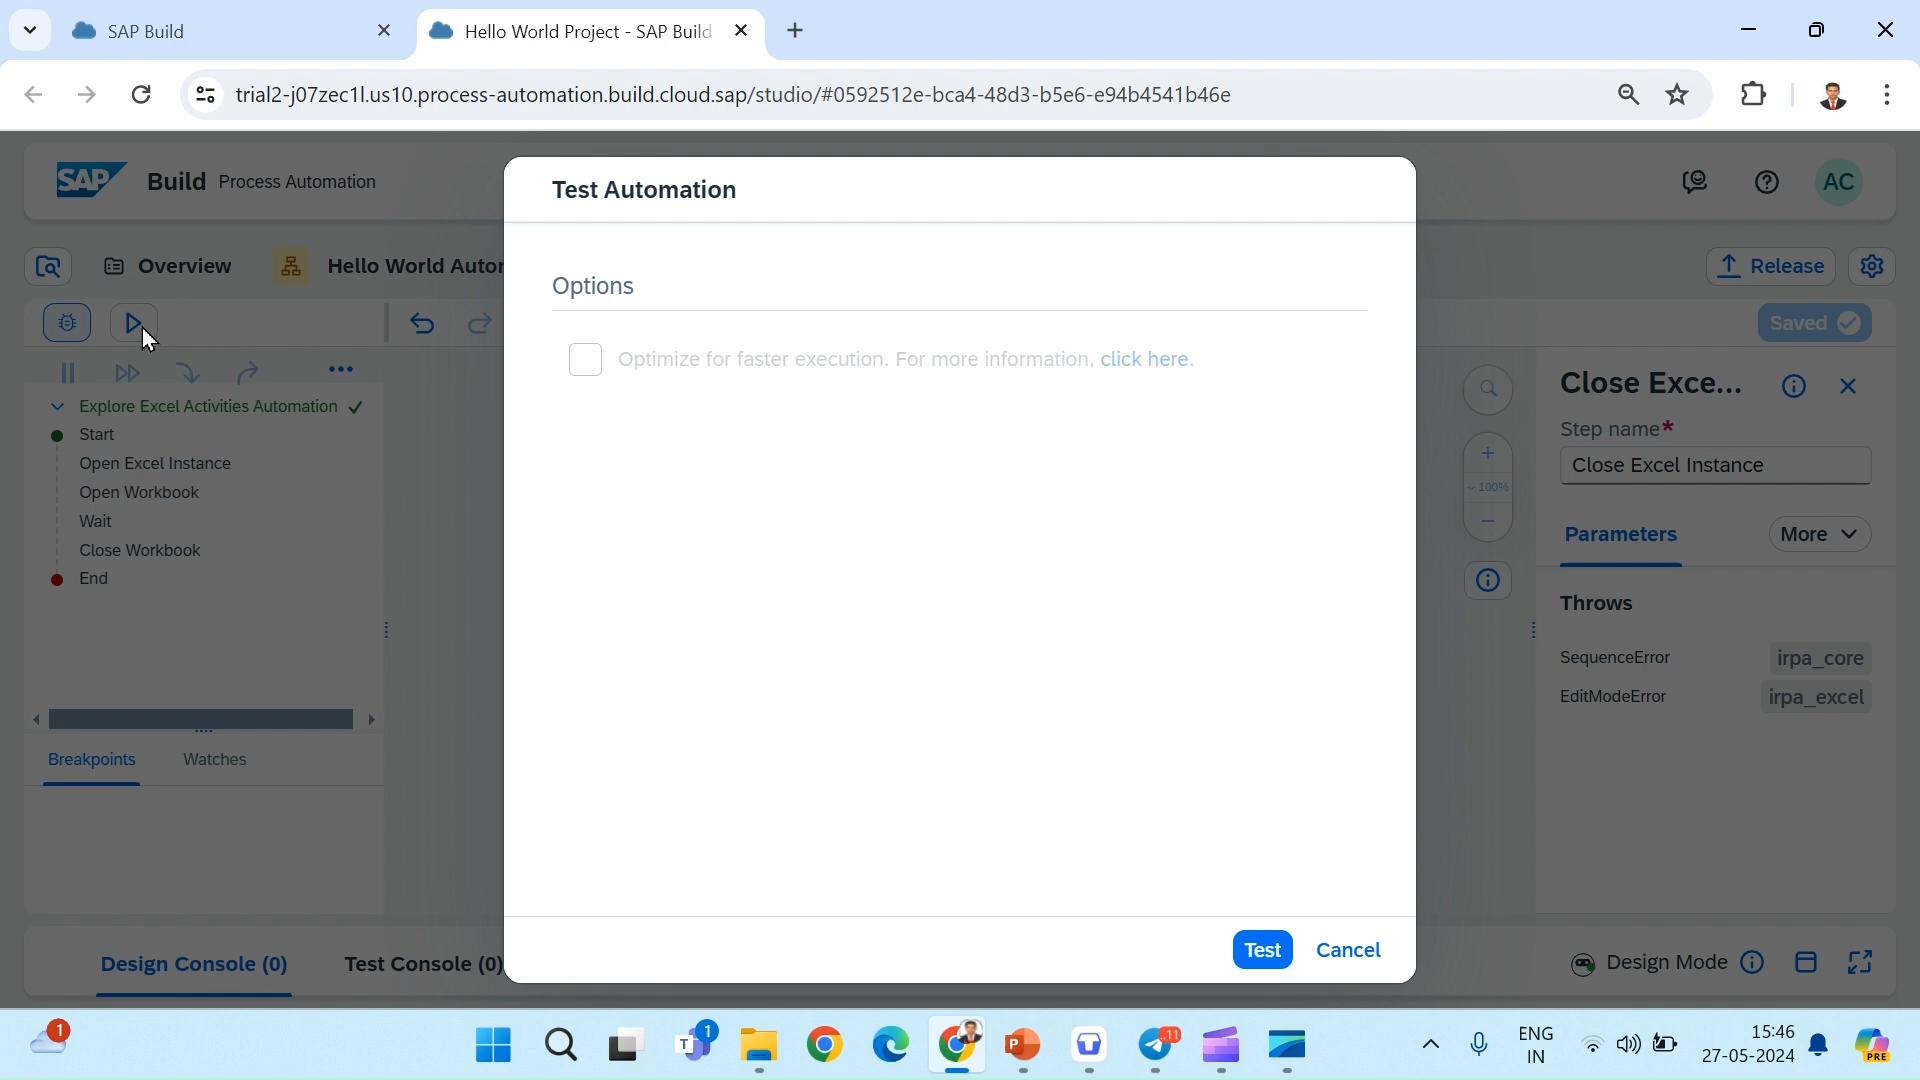 SAP Build
Hello World Project - SAP Build
trial2-j07zec1l.us10.process-automation.build.cloud.sap/studio/#0592512e-bca4-48d3-b5e6-e94b4541b46e
SAP Build Process Automation
AC
Overview
Hello World Autor
Release
Saved
Explore Excel Activities Automation
Start
Open Excel Instance
Open Workbook
Wait
Close Workbook
End
Breakpoints
Watches
Test Automation
Options
Optimize for faster execution. For more information, click here.
Test
Cancel
100%
Close Exce...
Step name*
Close Excel Instance
Parameters
More
Throws
SequenceError
irpa_core
EditModeError
irpa_excel
Design Console (0)
Test Console (0)
Design Mode
1
1
11
ENG
IN
15:46
27-05-2024
PRE